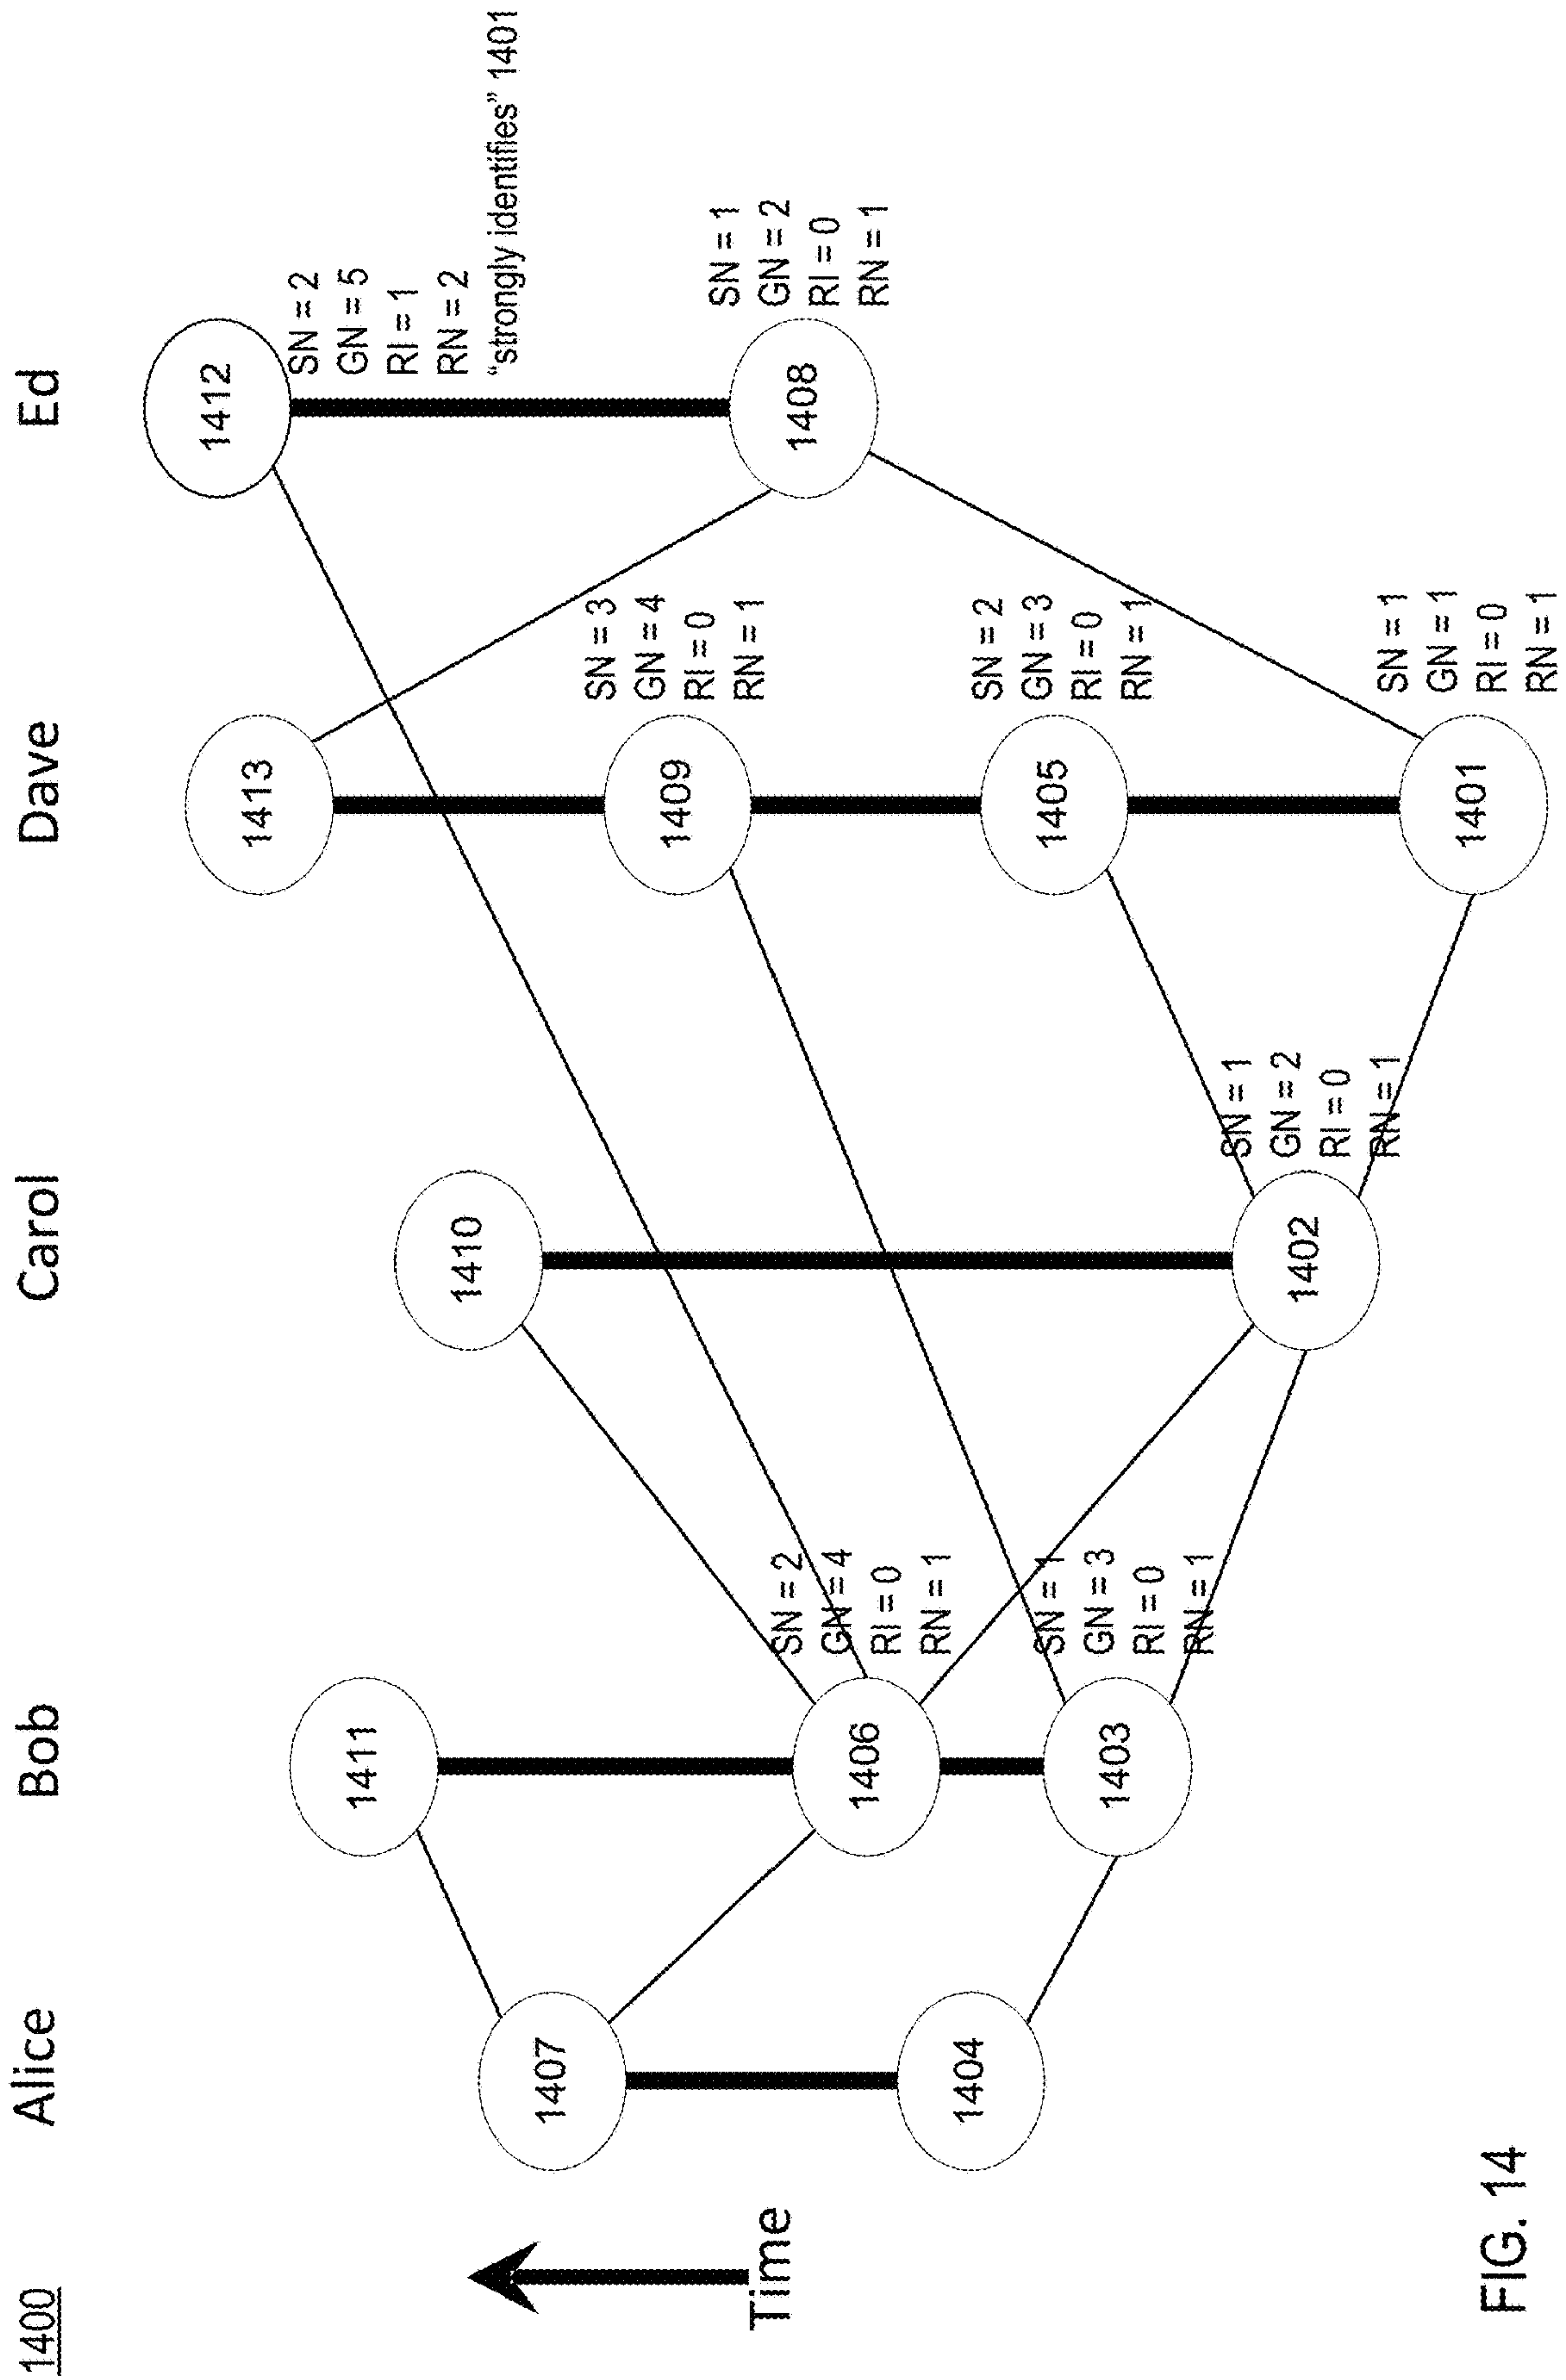 1400
Alice
Bob
Carol
Dave
Ed
Time
1412
SN = 2
GN = 5
RI = 1
RN = 2
"strongly identifies" 1401
1413
1411
1410
1407
1409
SN = 3
GN = 4
RI = 0
RN = 1
1408
SN = 1
GN = 2
RI = 0
RN = 1
1406
SN = 2
GN = 4
RI = 0
RN = 1
1404
1405
SN = 2
GN = 3
RI = 0
RN = 1
1403
SN = 1
GN = 3
RI = 0
RN = 1
1402
SN = 1
GN = 2
RI = 0
RN = 1
1401
SN = 1
GN = 1
RI = 0
RN = 1
FIG. 14